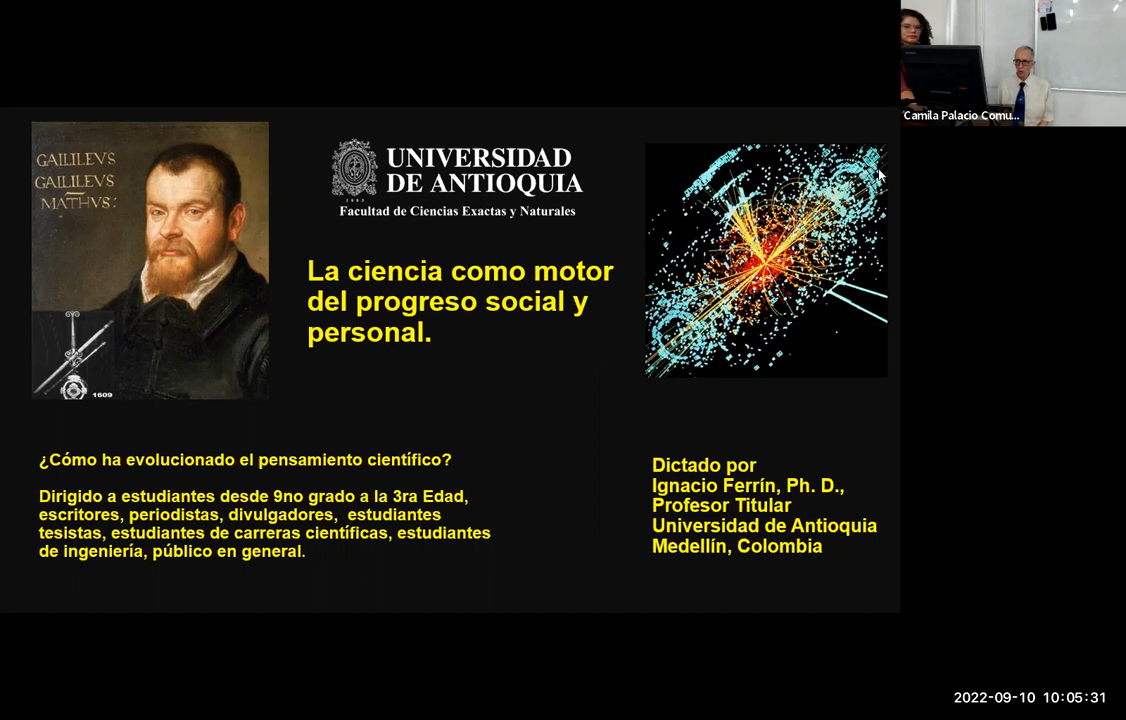 Camila Palacio Comu...
GALILEVS
GALILEVS
MATHVS:
1609
UNIVERSIDAD
DE ANTIOQUIA
1803
Facultad de Ciencias Exactas y Naturales
La ciencia como motor
del progreso social y
personal.
¿Cómo ha evolucionado el pensamiento científico?
Dirigido a estudiantes desde 9no grado a la 3ra Edad,
escritores, periodistas, divulgadores, estudiantes
tesistas, estudiantes de carreras científicas, estudiantes
de ingeniería, público en general.
Dictado por
Ignacio Ferrín, Ph. D.,
Profesor Titular
Universidad de Antioquia
Medellín, Colombia
2022-09-10 10:05:31